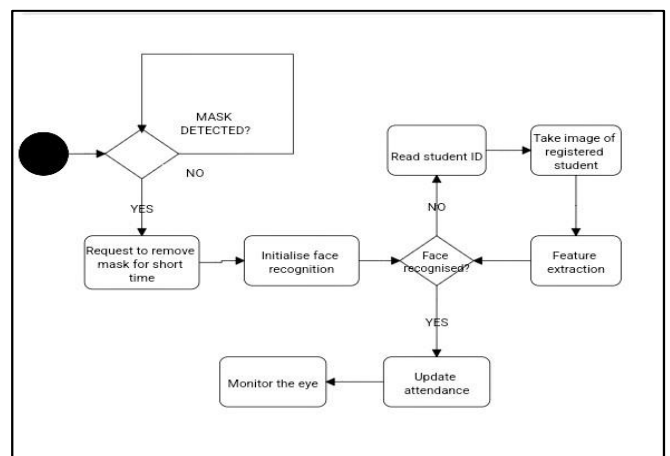 MASK
DETECTED?
NO
YES
Request to remove
mask for short
time
Initialise face
recognition
Face
recognised?
NO
Read student ID
Take image of
registered
student
Feature
extraction
YES
Update
attendance
Monitor the eye